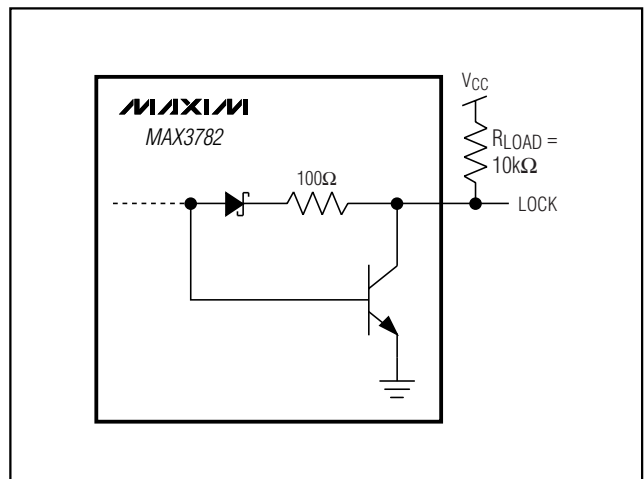 MAXIM
MAX3782
100Ω
VCC
RLOAD =
10kΩ
LOCK